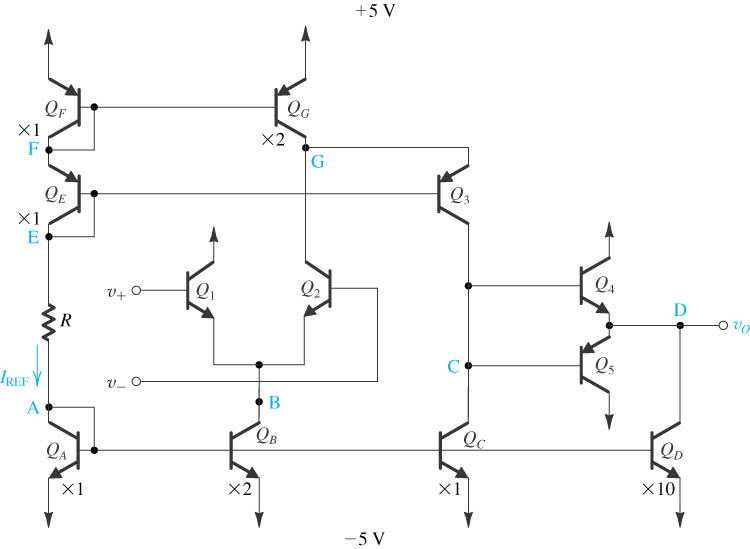 +5 V
Q_F
×1
Q_G
×2
F
G
Q_E
×1
Q_3
E
v_+
Q_1
Q_2
Q_4
D
v_O
R
I_REF
v_−
C
Q_5
A
B
Q_A
×1
Q_B
×2
Q_C
×1
Q_D
×10
−5 V